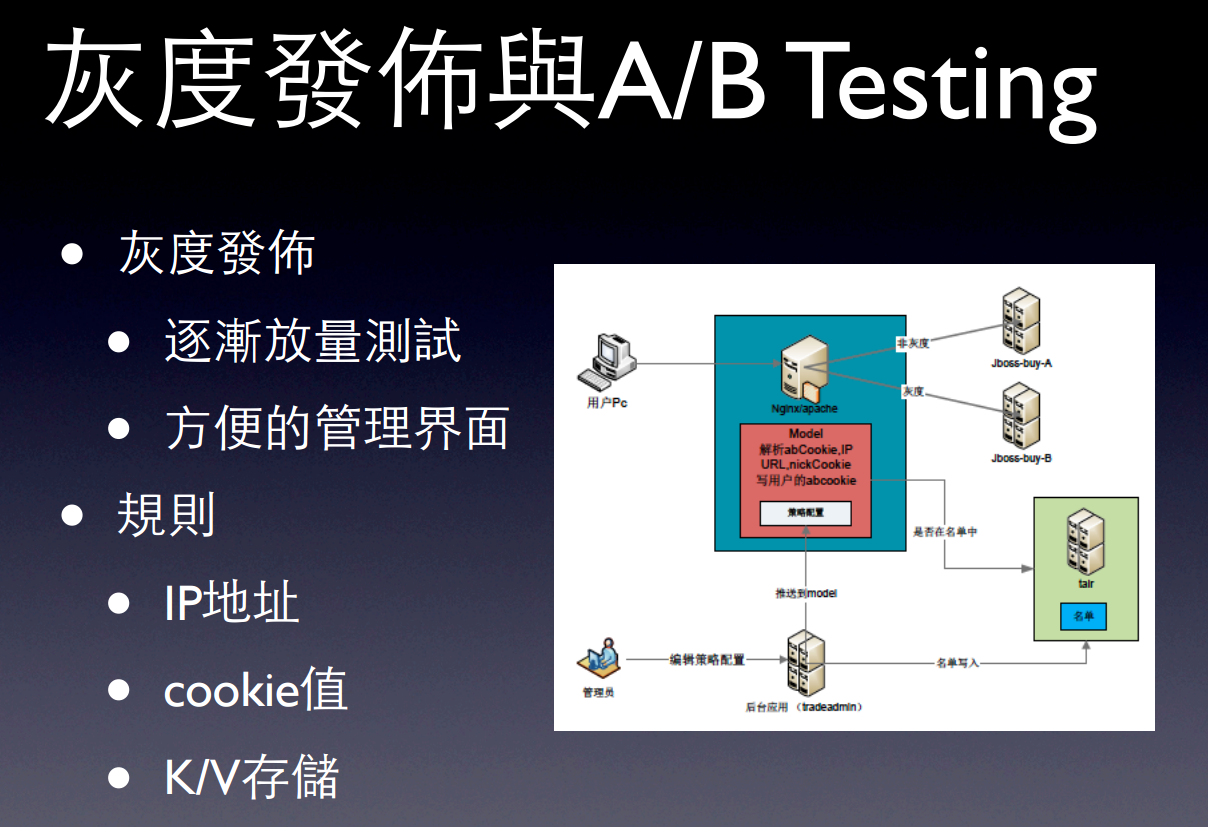 灰度發佈與A/B Testing
灰度發佈
逐漸放量測試
方便的管理界面
規則
IP地址
cookie值
K/V存儲
用户Pc
Nginx/apache
非灰度
Jboss-buy-A
灰度
Jboss-buy-B
Model
解析abCookie,IP
URL,nickCookie
写用户的abcookie
策略配置
是否在名单中
tair
名单
推送到model
管理员
编辑策略配置
后台应用 （tradeadmin）
名单写入